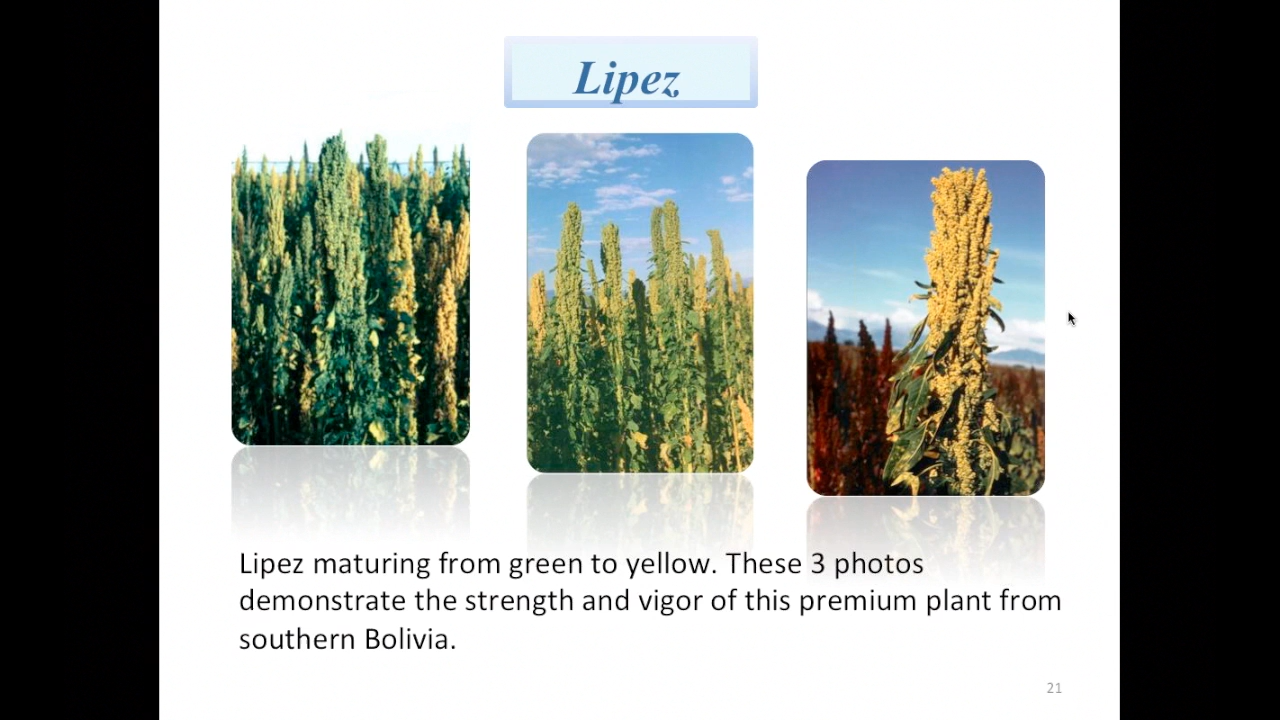 Lipez
Lipez maturing from green to yellow. These 3 photos
demonstrate the strength and vigor of this premium plant from
southern Bolivia.
21